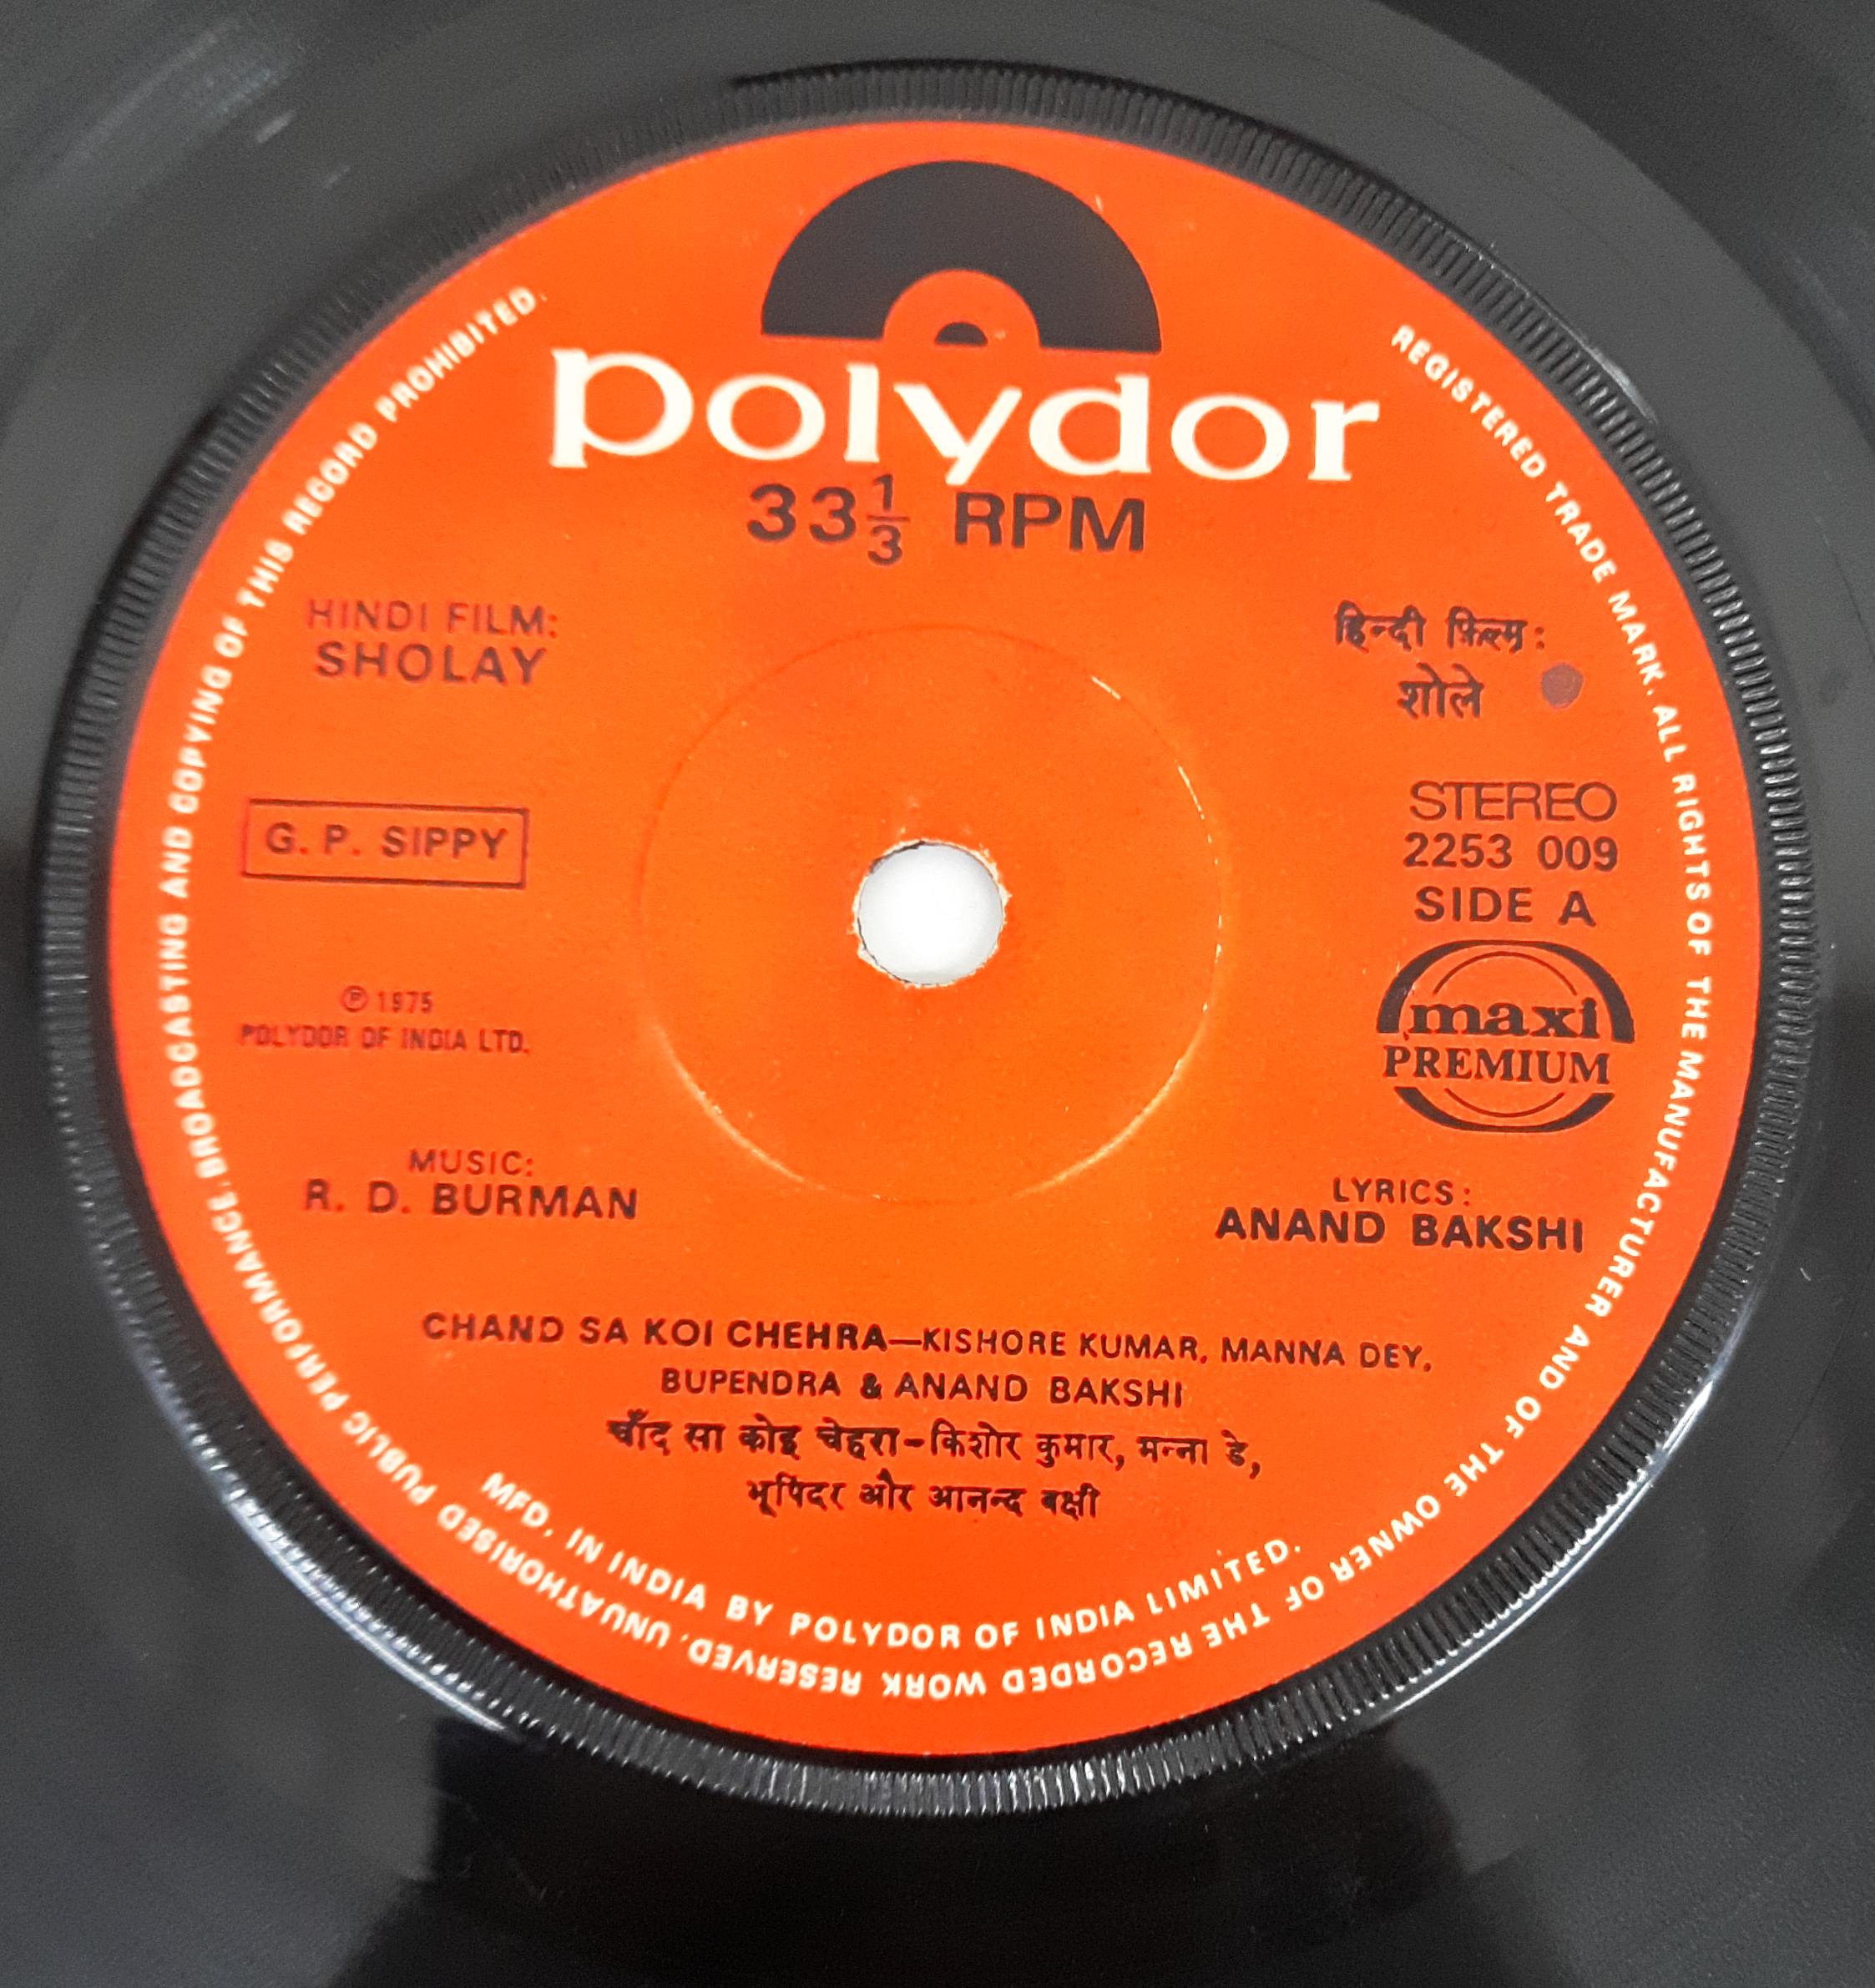 polydor
33 1/3 RPM
HINDI FILM:
SHOLAY
हिन्दी फ़िल्म:
शोले
G. P. SIPPY
STEREO
2253 009
SIDE A
maxi
PREMIUM
Ⓟ 1975
POLYDOR OF INDIA LTD.
MUSIC:
R. D. BURMAN
LYRICS:
ANAND BAKSHI
CHAND SA KOI CHEHRA—KISHORE KUMAR, MANNA DEY,
BUPENDRA & ANAND BAKSHI
चाँद सा कोइ चेहरा-किशोर कुमार, मन्ना डे,
भूपिंदर और आनन्द बक्षी
MFD. IN INDIA BY POLYDOR OF INDIA LIMITED.
REGISTERED TRADE MARK. ALL RIGHTS OF THE MANUFACTURER AND OF THE OWNER OF THE RECORDED WORK RESERVED. UNUATHORISED PUBLIC PERFORMANCE. BROADCASTING AND COPYING OF THIS RECORD PROHIBITED.